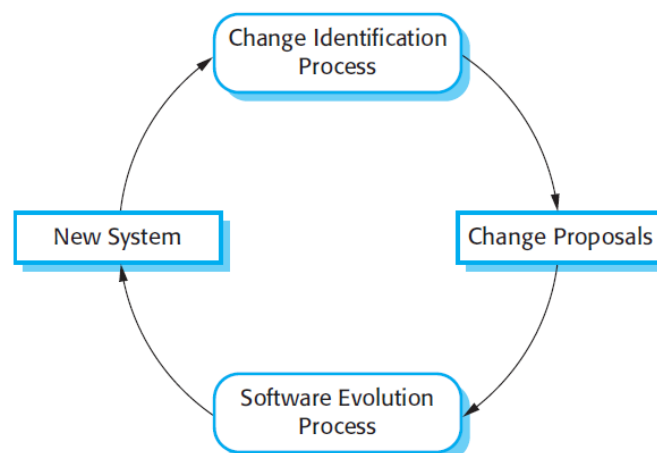 Change Identification
Process
New System
Change Proposals
Software Evolution
Process